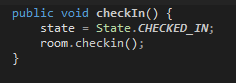 public void checkIn() {
    state = State.CHECKED_IN;
    room.checkin();
}